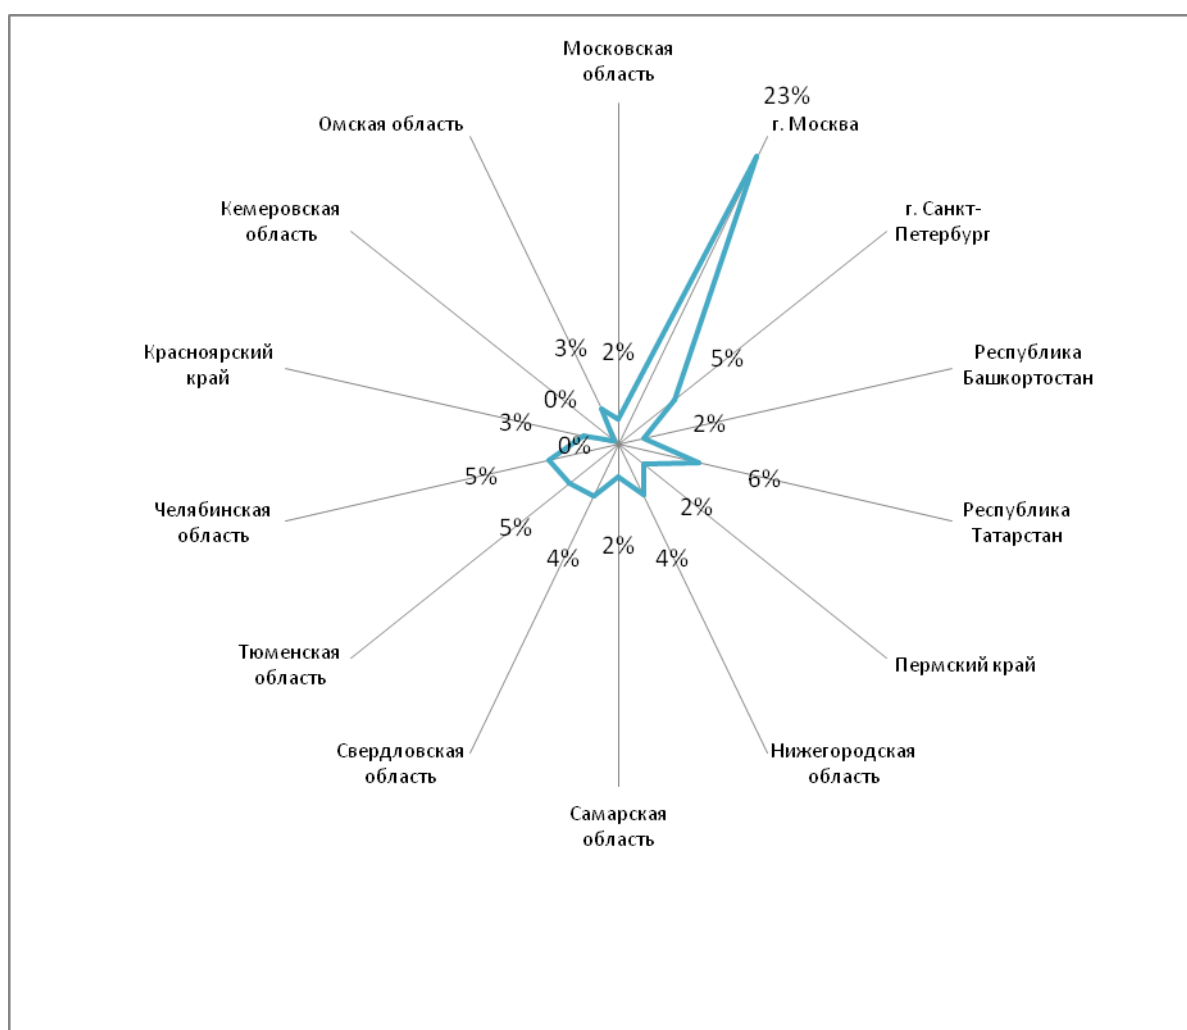 Московская
область
23%
г. Москва
Омская область
г. Санкт-
Петербург
Кемеровская
область
Республика
Башкортостан
Красноярский
край
3%
2%
5%
0%
2%
3%
0%
5%
6%
2%
Челябинская
область
Республика
Татарстан
5%
4%
2%
4%
Тюменская
область
Пермский край
Свердловская
область
Нижегородская
область
Самарская
область